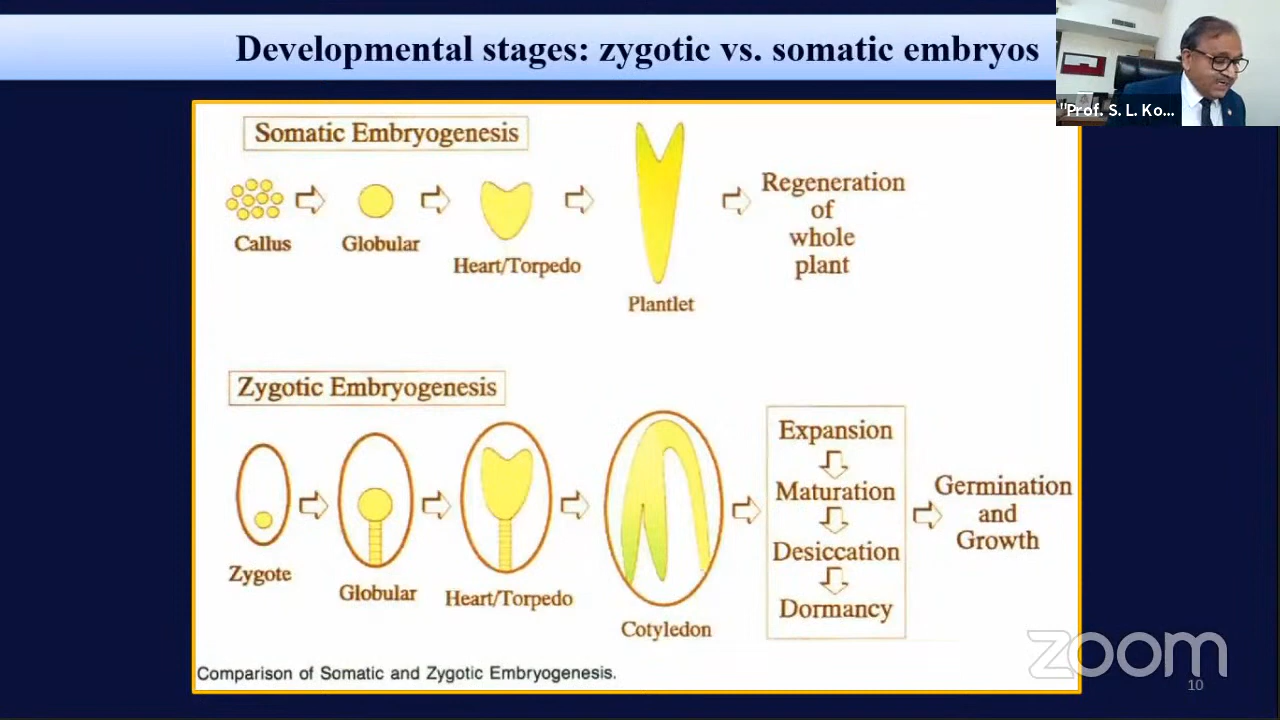 Developmental stages: zygotic vs. somatic embryos
"Prof. S. L. Ko...
Somatic Embryogenesis
Callus
Globular
Heart/Torpedo
Plantlet
Regeneration
of
whole
plant
Zygotic Embryogenesis
Zygote
Globular
Heart/Torpedo
Cotyledon
Expansion
Maturation
Desiccation
Dormancy
Germination
and
Growth
Comparison of Somatic and Zygotic Embryogenesis.
zoom
10